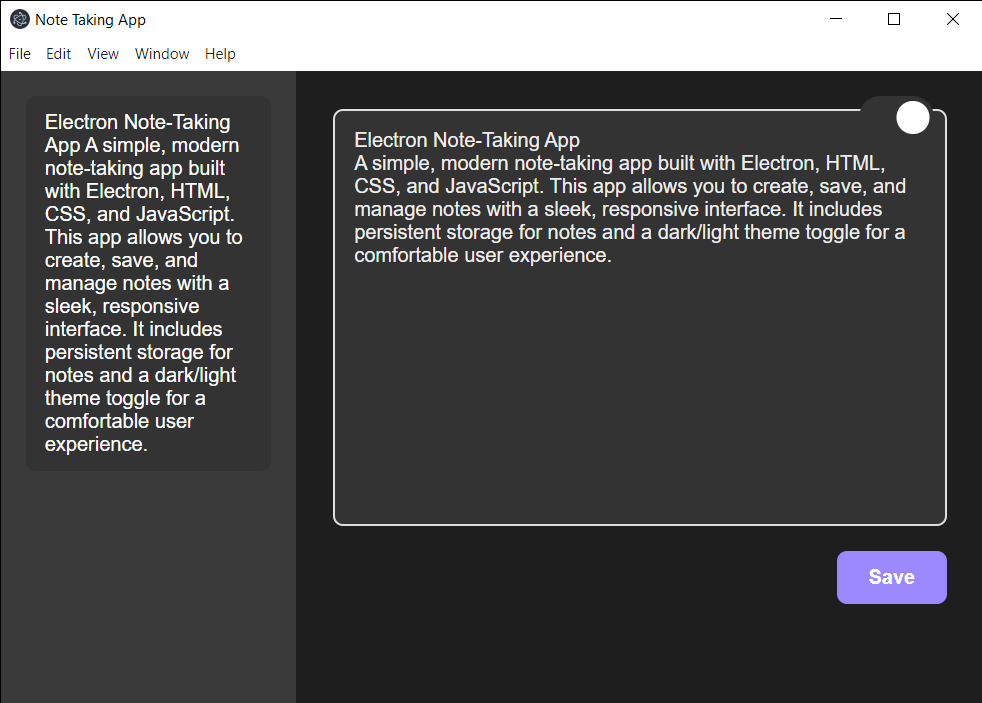 Note Taking App
File Edit View Window Help
Electron Note-Taking
App A simple, modern
note-taking app built
with Electron, HTML,
CSS, and JavaScript.
This app allows you to
create, save, and
manage notes with a
sleek, responsive
interface. It includes
persistent storage for
notes and a dark/light
theme toggle for a
comfortable user
experience.
Electron Note-Taking App
A simple, modern note-taking app built with Electron, HTML,
CSS, and JavaScript. This app allows you to create, save, and
manage notes with a sleek, responsive interface. It includes
persistent storage for notes and a dark/light theme toggle for a
comfortable user experience.
Save